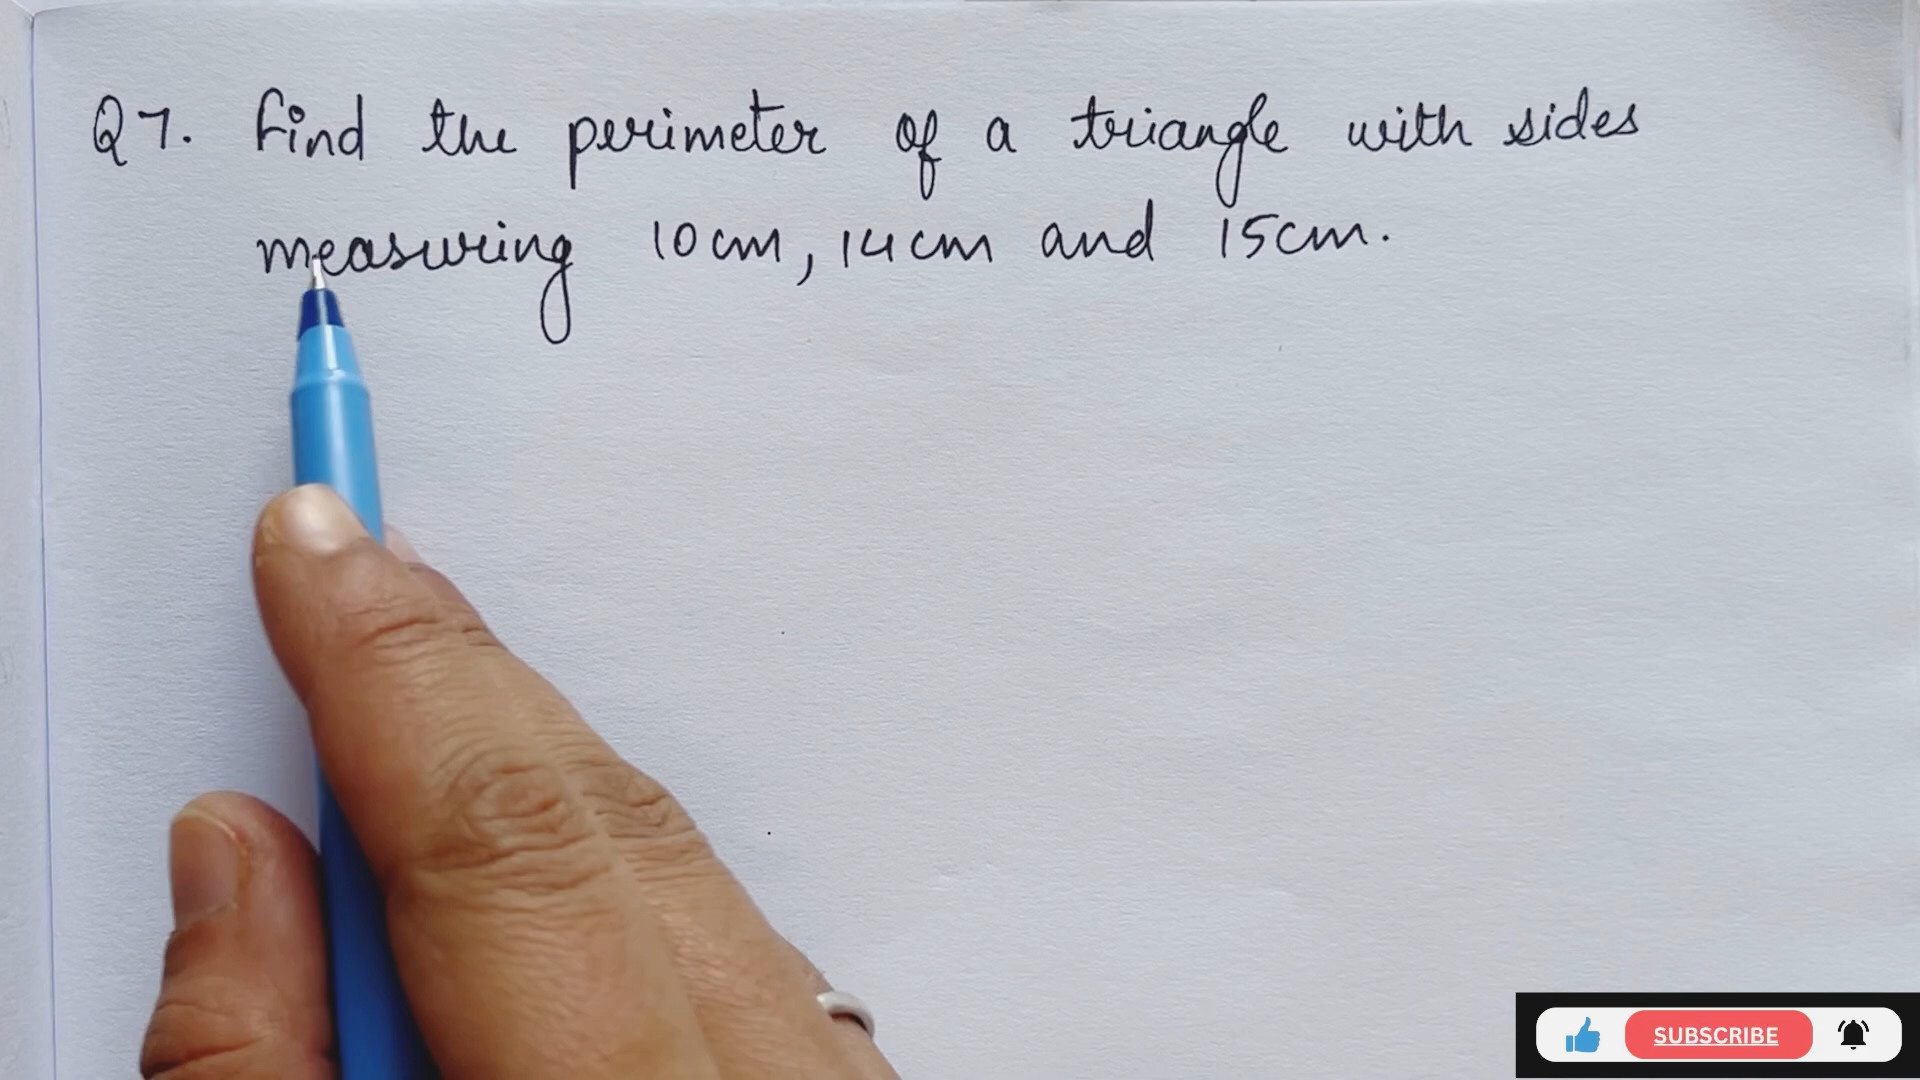 Q7. Find the perimeter of a triangle with sides
measuring 10cm, 14cm and 15cm.
SUBSCRIBE